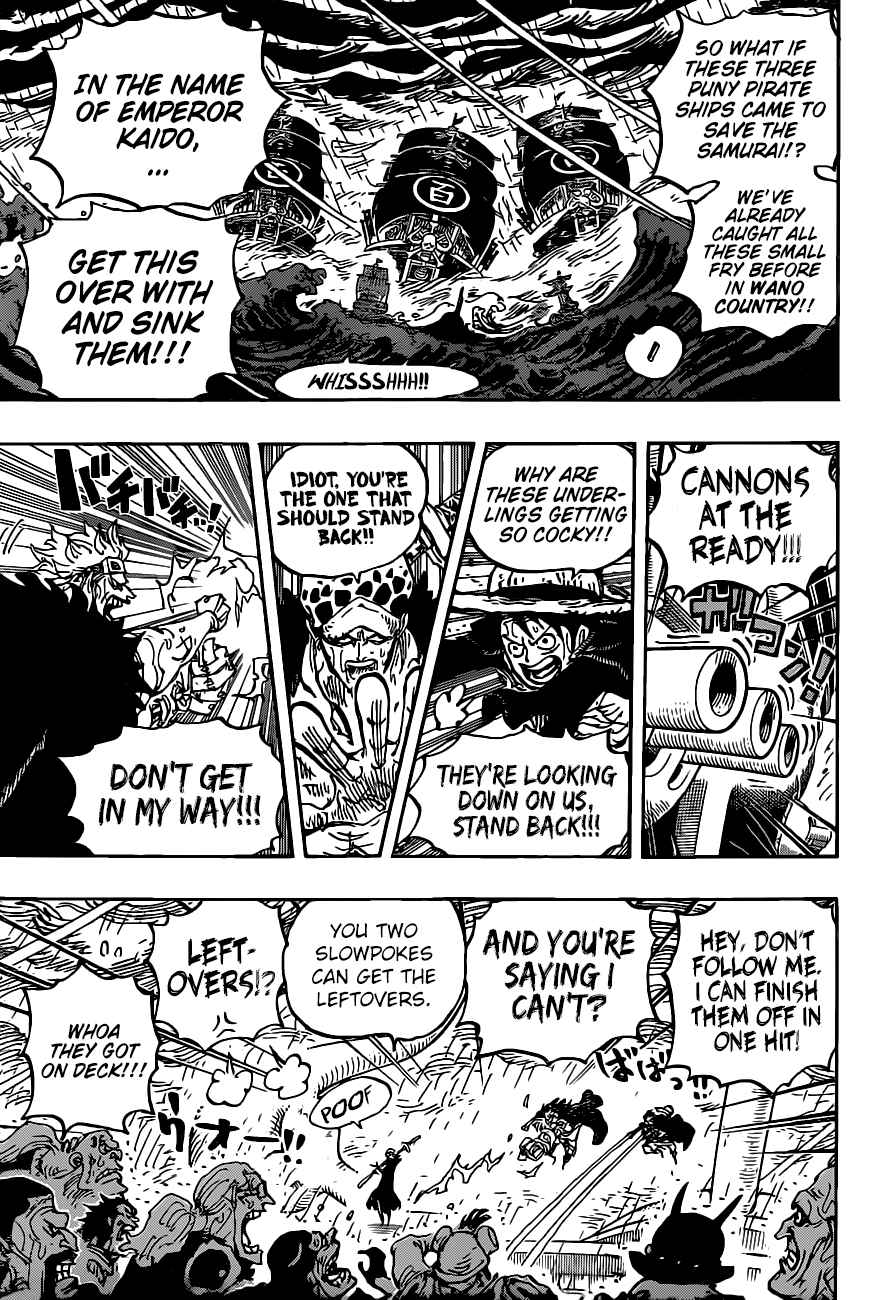 SO WHAT IF
THESE THREE
PUNY PIRATE
SHIPS CAME TO
SAVE THE
SAMURAI!?
WE'VE
ALREADY
CAUGHT ALL
THESE SMALL
FRY BEFORE
IN WANO
COUNTRY!!
IN THE NAME
OF EMPEROR
KAIDO,
...
GET THIS
OVER WITH
AND SINK
THEM!!!
百
WHISSSHHH!!
CANNONS
AT THE
READY!!!
ガコン!!
WHY ARE
THESE UNDER-
LINGS GETTING
SO COCKY!!
THEY'RE LOOKING
DOWN ON US,
STAND BACK!!!
IDIOT, YOU'RE
THE ONE THAT
SHOULD STAND
BACK!!
バチバチッ..!
DON'T GET
IN MY WAY!!!
HEY, DON'T
FOLLOW ME.
I CAN FINISH
THEM OFF IN
ONE HIT!
ばばっ!!
AND YOU'RE
SAYING I
CAN'T?
YOU TWO
SLOWPOKES
CAN GET THE
LEFTOVERS.
POOF
LEFT-
OVERS!?
WHOA
THEY GOT
ON DECK!!!
ウオー..!!